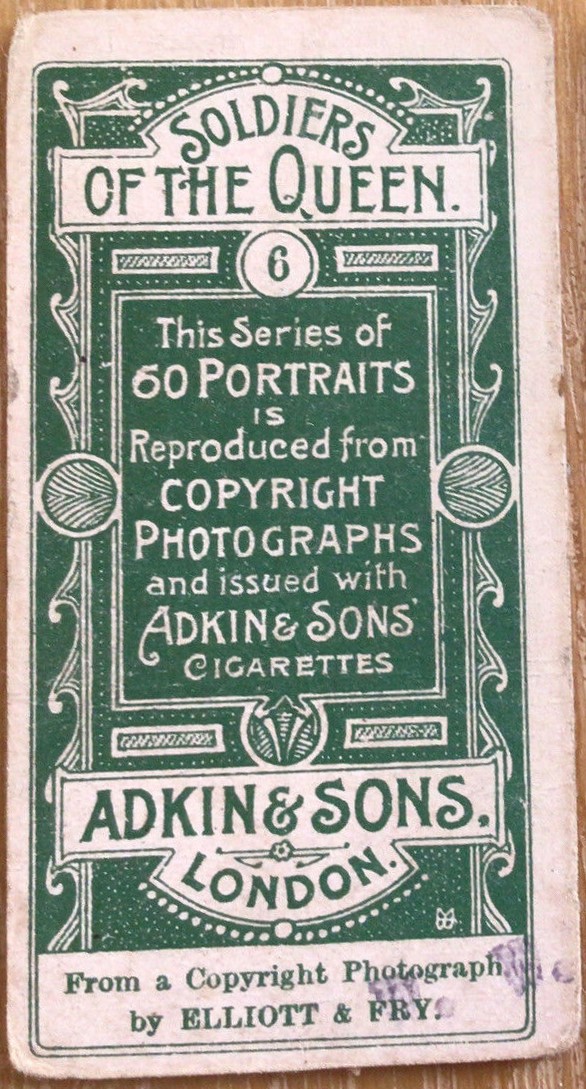 SOLDIERS
OF THE QUEEN.
6
This Series of
60 PORTRAITS
IS
Reproduced from
COPYRIGHT
PHOTOGRAPHS
and issued with
ADKIN & SONS'
CIGARETTES
ADKIN & SONS.
LONDON.
From a Copyright Photograph
by ELLIOTT & FRY.